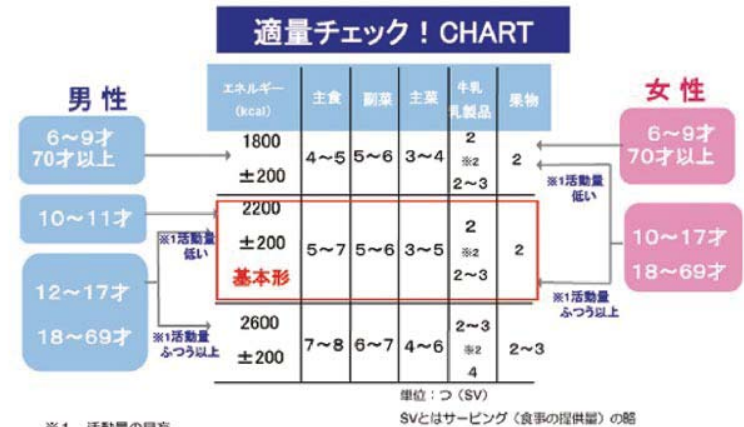 適量チェック！CHART
男性
女性
エネルギー
(kcal)
主食
副菜
主菜
牛乳
乳製品
果物
6～9才
70才以上
1800
±200
4～5
5～6
3～4
2
※2
2～3
2
6～9才
70才以上
※1活動量
低い
10～11才
※1活動量
低い
2200
±200
基本形
5～7
5～6
3～5
2
※2
2～3
2
10～17才
18～69才
12～17才
18～69才
※1活動量
ふつう以上
2600
±200
7～8
6～7
4～6
2～3
※2
4
2～3
※1活動量
ふつう以上
単位：つ（SV）
SVとはサービング（食事の提供量）の略